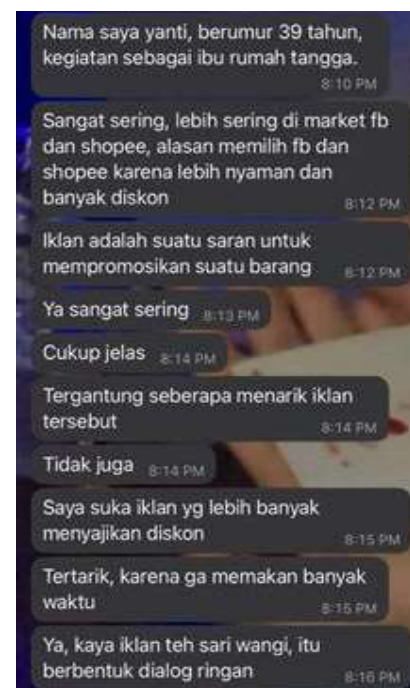 Nama saya yanti, berumur 39 tahun,
kegiatan sebagai ibu rumah tangga.
8:10 PM
Sangat sering, lebih sering di market fb
dan shopee, alasan memilih fb dan
shopee karena lebih nyaman dan
banyak diskon
8:12 PM
Iklan adalah suatu saran untuk
mempromosikan suatu barang
8:12 PM
Ya sangat sering 8:13 PM
Cukup jelas 8:14 PM
Tergantung seberapa menarik iklan
tersebut
8:14 PM
Tidak juga 8:14 PM
Saya suka iklan yg lebih banyak
menyajikan diskon
8:15 PM
Tertarik, karena ga memakan banyak
waktu
8:15 PM
Ya, kaya iklan teh sari wangi, itu
berbentuk dialog ringan
8:16 PM